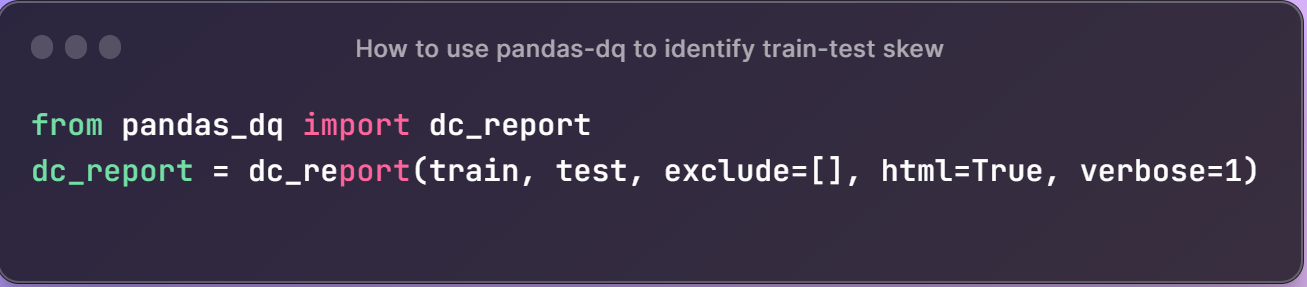 How to use pandas-dq to identify train-test skew
from pandas_dq import dc_report
dc_report = dc_report(train, test, exclude=[], html=True, verbose=1)